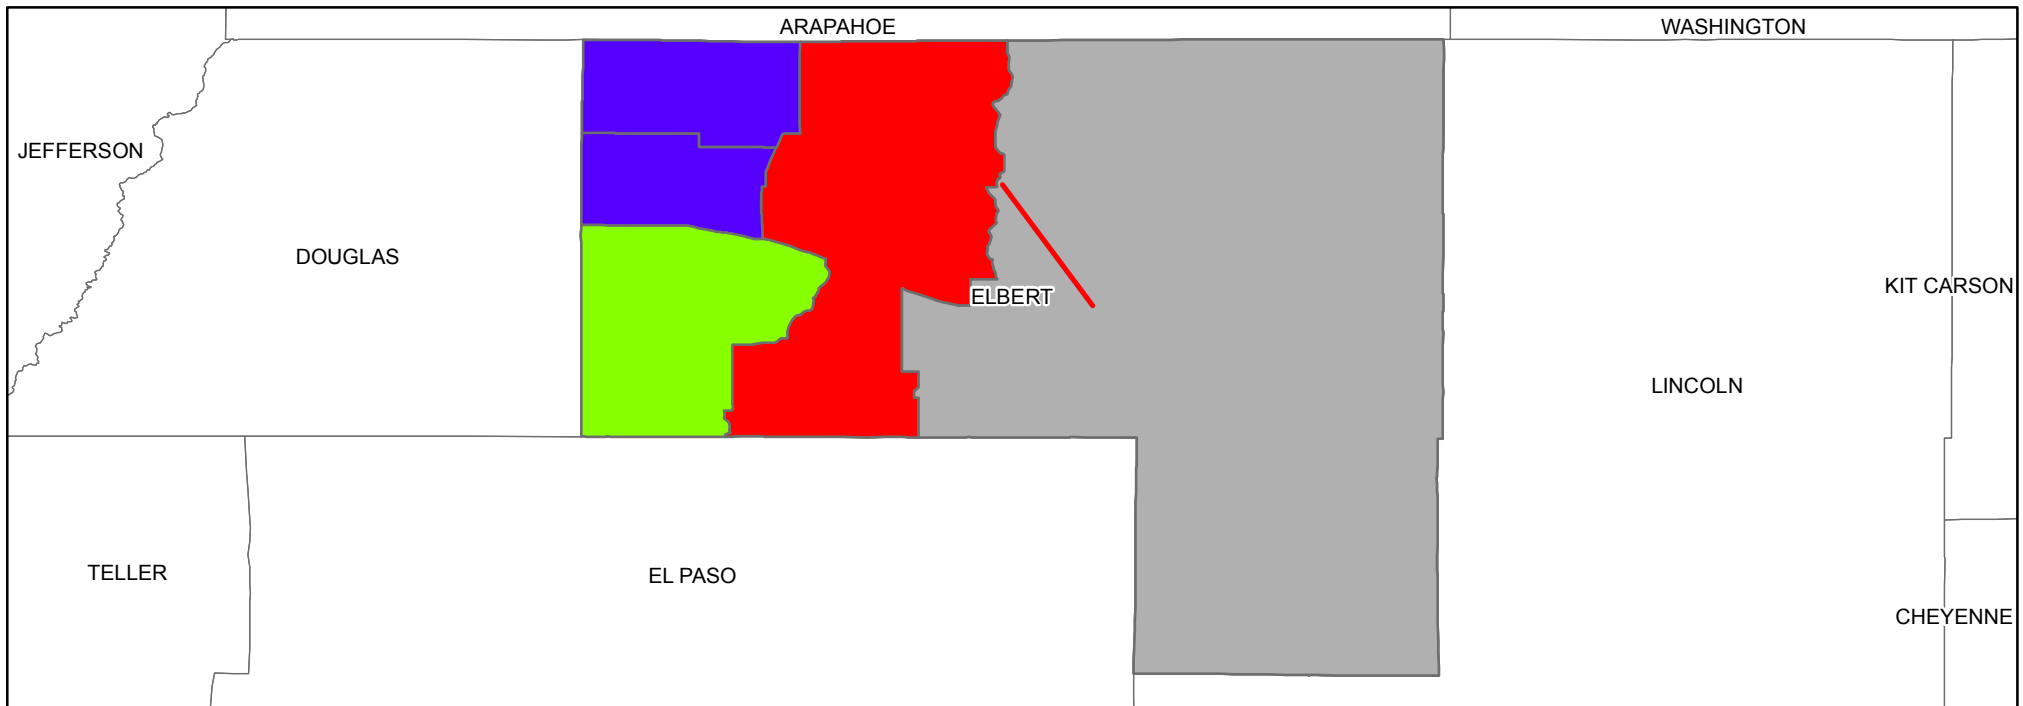 ARAPAHOE
WASHINGTON
JEFFERSON
DOUGLAS
ELBERT
KIT CARSON
LINCOLN
TELLER
EL PASO
CHEYENNE